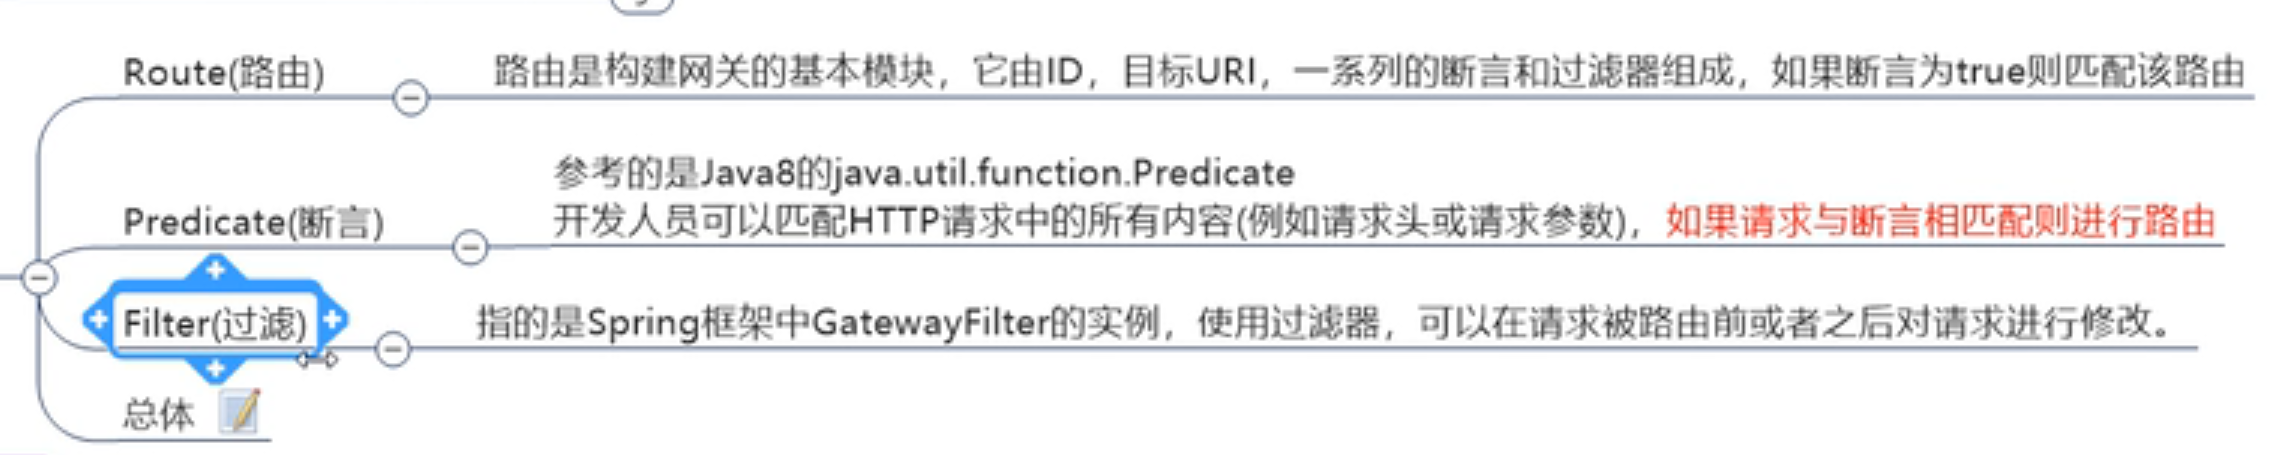 Route(路由)
路由是构建网关的基本模块，它由ID，目标URI，一系列的断言和过滤器组成，如果断言为true则匹配该路由
参考的是Java8的java.util.function.Predicate
Predicate(断言)
开发人员可以匹配HTTP请求中的所有内容(例如请求头或请求参数)，如果请求与断言相匹配则进行路由
Filter(过滤)
指的是Spring框架中GatewayFilter的实例，使用过滤器，可以在请求被路由前或者之后对请求进行修改。
总体